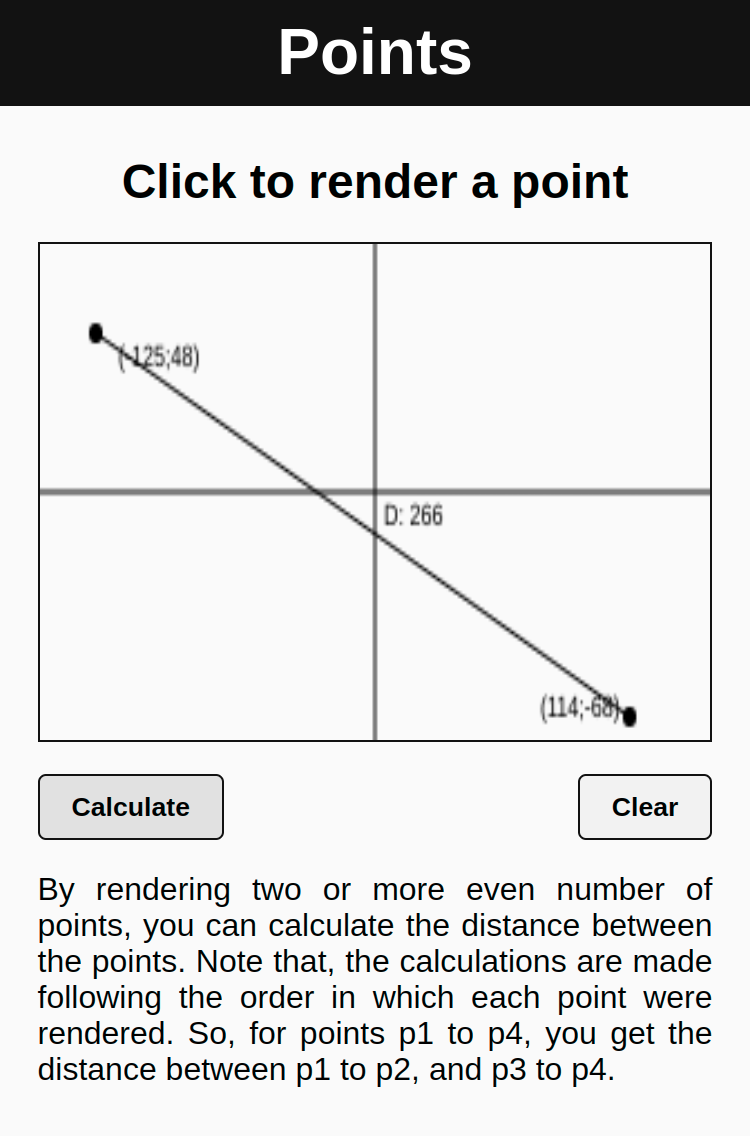 Points
Click to render a point
(-125;48)
D: 266
(114;-68)
Calculate
Clear
By rendering two or more even number of
points, you can calculate the distance between
the points. Note that, the calculations are made
following the order in which each point were
rendered. So, for points p1 to p4, you get the
distance between p1 to p2, and p3 to p4.